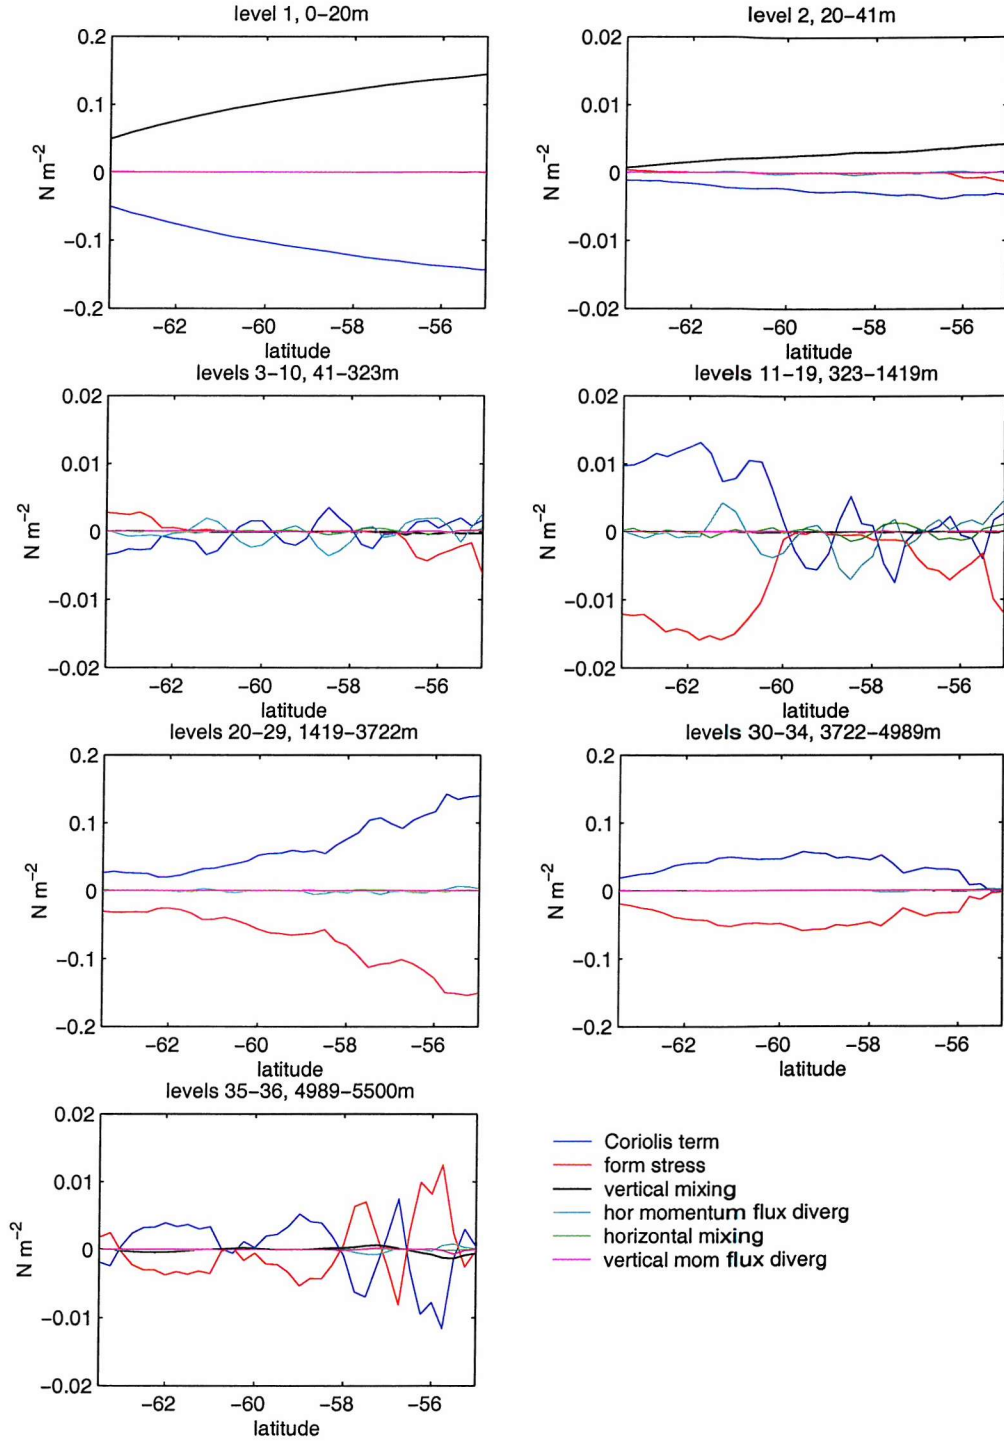 level 1, 0−20m
0.2
0.1
0
−0.1
−0.2
N m−2
−62 −60 −58 −56
latitude
level 2, 20−41m
0.02
0.01
0
−0.01
−0.02
N m−2
−62 −60 −58 −56
latitude
levels 3−10, 41−323m
0.02
0.01
0
−0.01
−0.02
N m−2
−62 −60 −58 −56
latitude
levels 11−19, 323−1419m
0.02
0.01
0
−0.01
−0.02
N m−2
−62 −60 −58 −56
latitude
levels 20−29, 1419−3722m
0.2
0.1
0
−0.1
−0.2
N m−2
−62 −60 −58 −56
latitude
levels 30−34, 3722−4989m
0.2
0.1
0
−0.1
−0.2
N m−2
−62 −60 −58 −56
latitude
levels 35−36, 4989−5500m
0.02
0.01
0
−0.01
−0.02
N m−2
−62 −60 −58 −56
latitude
Coriolis term
form stress
vertical mixing
hor momentum flux diverg
horizontal mixing
vertical mom flux diverg